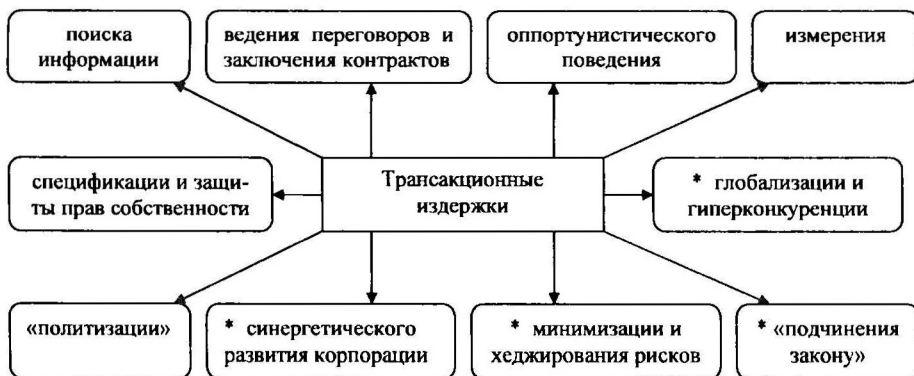 поиска
информации
ведения переговоров и
заключения контрактов
оппортунистического
поведения
измерения
спецификации и защи-
ты прав собственности
Трансакционные
издержки
* глобализации и
гиперконкуренции
«политизации»
* синергетического
развития корпорации
* минимизации и
хеджирования рисков
* «подчинения
закону»